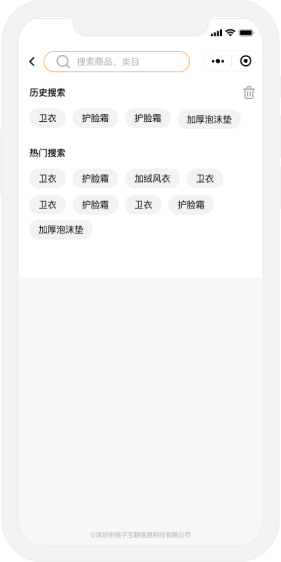 搜索商品、类目
历史搜索
卫衣 护脸霜 护脸霜 加厚泡沫垫
热门搜索
卫衣 护脸霜 加绒风衣 卫衣
卫衣 护脸霜 卫衣 护脸霜
加厚泡沫垫
©深圳市格子互联信息科技有限公司